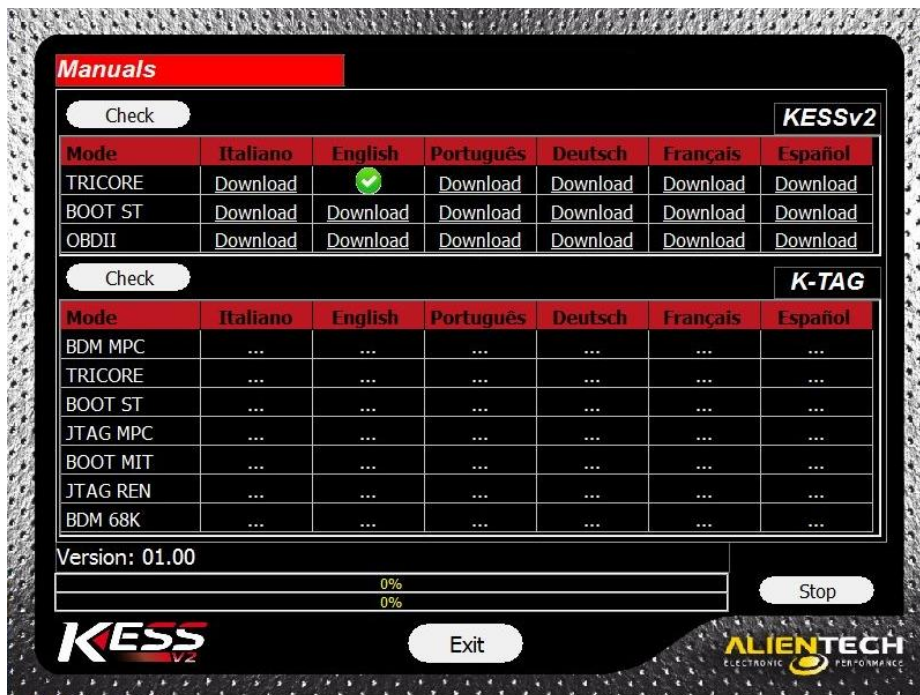 Manuals
Check
KESSv2
Mode Italiano English Português Deutsch Français Español
TRICORE Download Download Download Download Download
BOOT ST Download Download Download Download Download Download
OBDII Download Download Download Download Download Download
Check
K-TAG
Mode Italiano English Português Deutsch Français Español
BDM MPC ... ... ... ... ... ...
TRICORE ... ... ... ... ... ...
BOOT ST ... ... ... ... ... ...
JTAG MPC ... ... ... ... ... ...
BOOT MIT ... ... ... ... ... ...
JTAG REN ... ... ... ... ... ...
BDM 68K ... ... ... ... ... ...
Version: 01.00
0%
0%
Stop
KESS
V2
Exit
ALIENTECH
ELECTRONIC PERFORMANCE